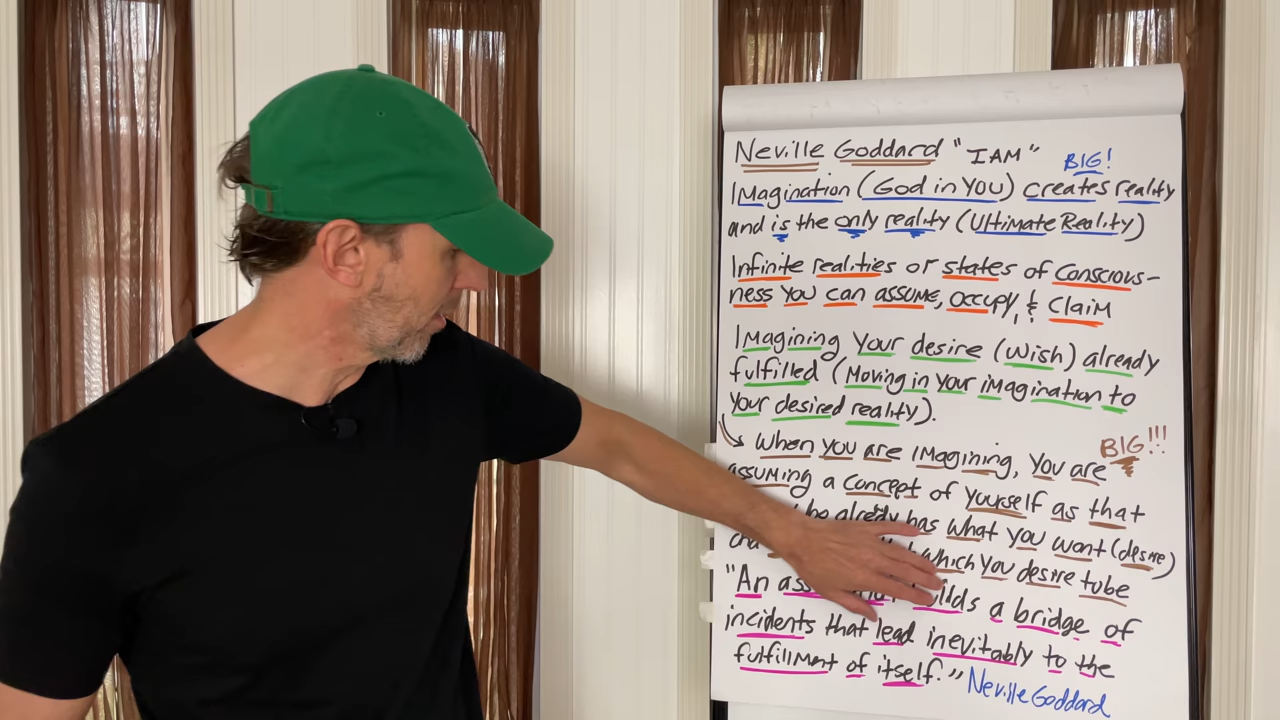 Neville Goddard "I AM"
BIG!
Imagination (God in You) creates reality
and is the only reality (Ultimate Reality)
Infinite realities or states of conscious-
ness you can assume, occupy, & claim
Imagining your desire (wish) already
fulfilled (Moving in your imagination to
your desired reality).
BIG!!!
When you are imagining, you are
assuming a concept of yourself as that
already has what you want (desire)
which you desire to be
"An a bridge of
incidents that lead inevitably to the
fulfillment of itself."
Neville Goddard